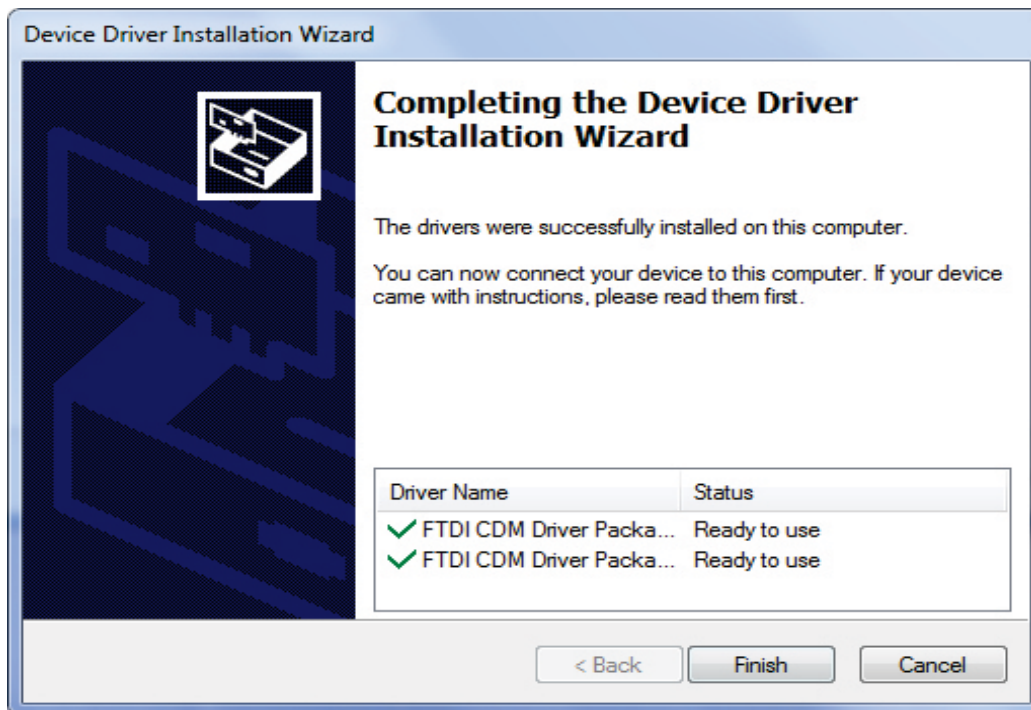 Device Driver Installation Wizard
Completing the Device Driver
Installation Wizard
The drivers were successfully installed on this computer.
You can now connect your device to this computer. If your device
came with instructions, please read them first.
Driver Name Status
FTDI CDM Driver Packa... Ready to use
FTDI CDM Driver Packa... Ready to use
< Back Finish Cancel